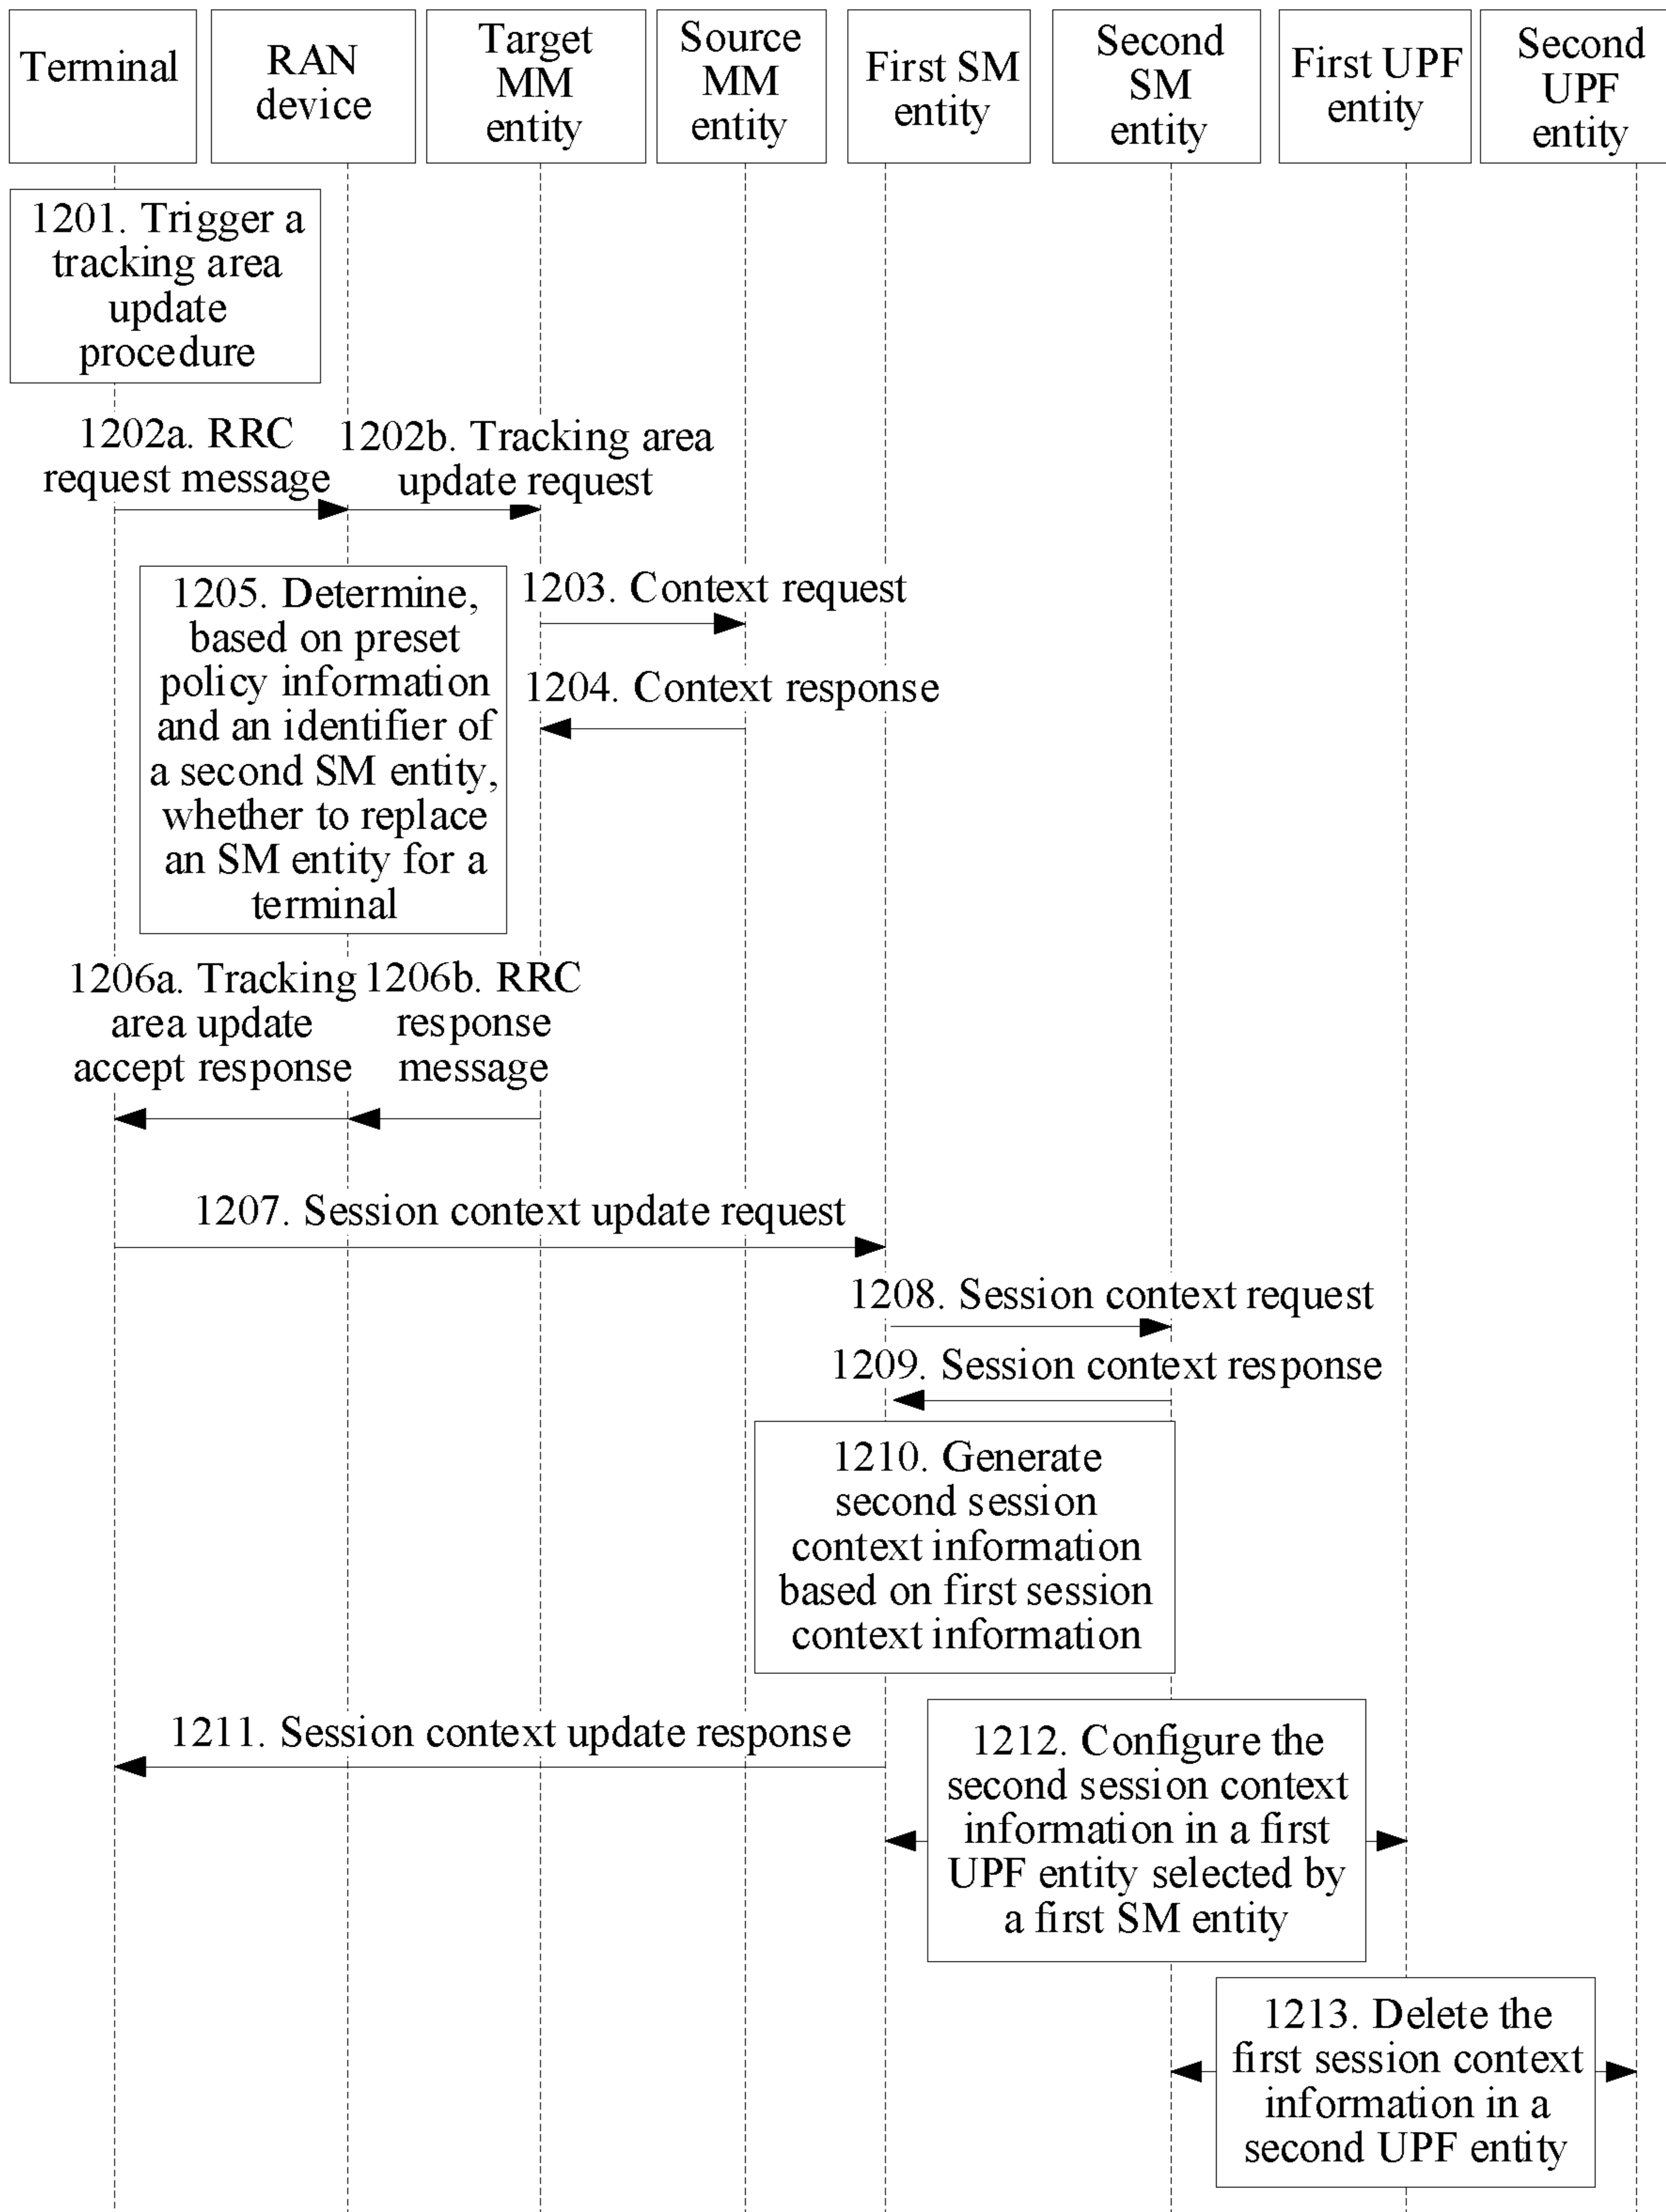 Terminal
RAN
device
Target
MM
entity
Source
MM
entity
First SM
entity
Second
SM
entity
First UPF
entity
Second
UPF
entity
1201. Trigger a
tracking area
update
procedure
1202a. RRC
request message
1202b. Tracking area
update request
1205. Determine,
based on preset
policy information
and an identifier of
a second SM entity,
whether to replace
an SM entity for a
terminal
1203. Context request
1204. Context response
1206a. Tracking
area update
accept response
1206b. RRC
response
message
1207. Session context update request
1208. Session context request
1209. Session context response
1210. Generate
second session
context information
based on first session
context information
1211. Session context update response
1212. Configure the
second session context
information in a first
UPF entity selected by
a first SM entity
1213. Delete the
first session context
information in a
second UPF entity